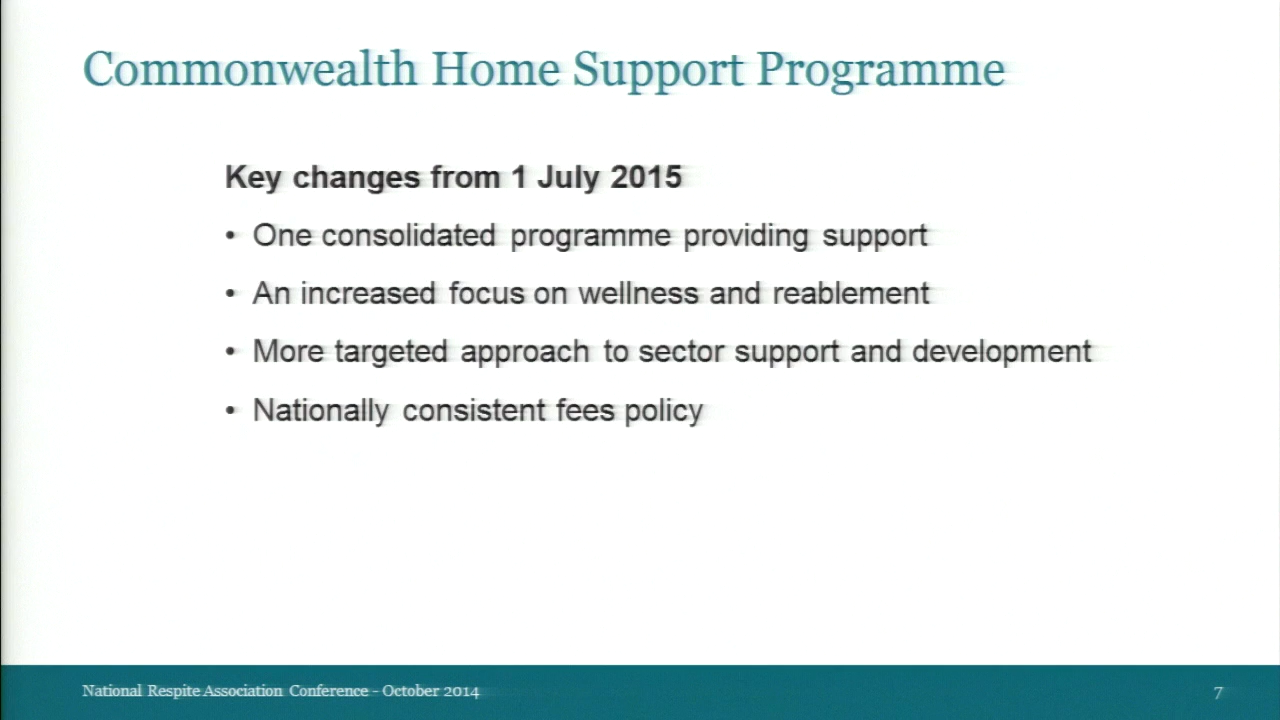 Commonwealth Home Support Programme
Key changes from 1 July 2015
• One consolidated programme providing support
• An increased focus on wellness and reablement
• More targeted approach to sector support and development
• Nationally consistent fees policy
National Respite Association Conference - October 2014
7